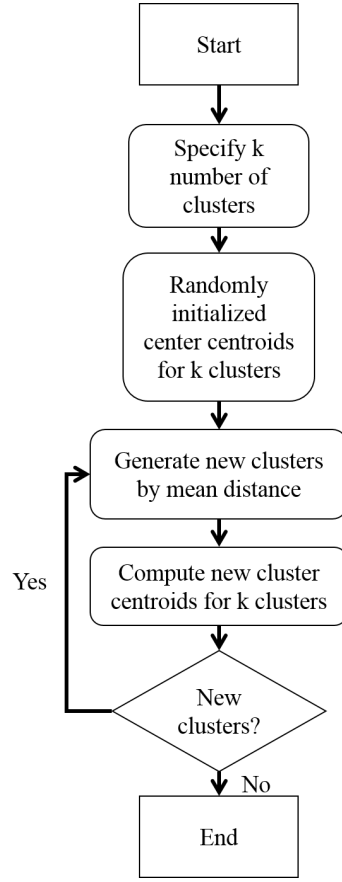 Start
Specify k
number of
clusters
Randomly
initialized
center centroids
for k clusters
Generate new clusters
by mean distance
Yes
Compute new cluster
centroids for k clusters
New
clusters?
No
End